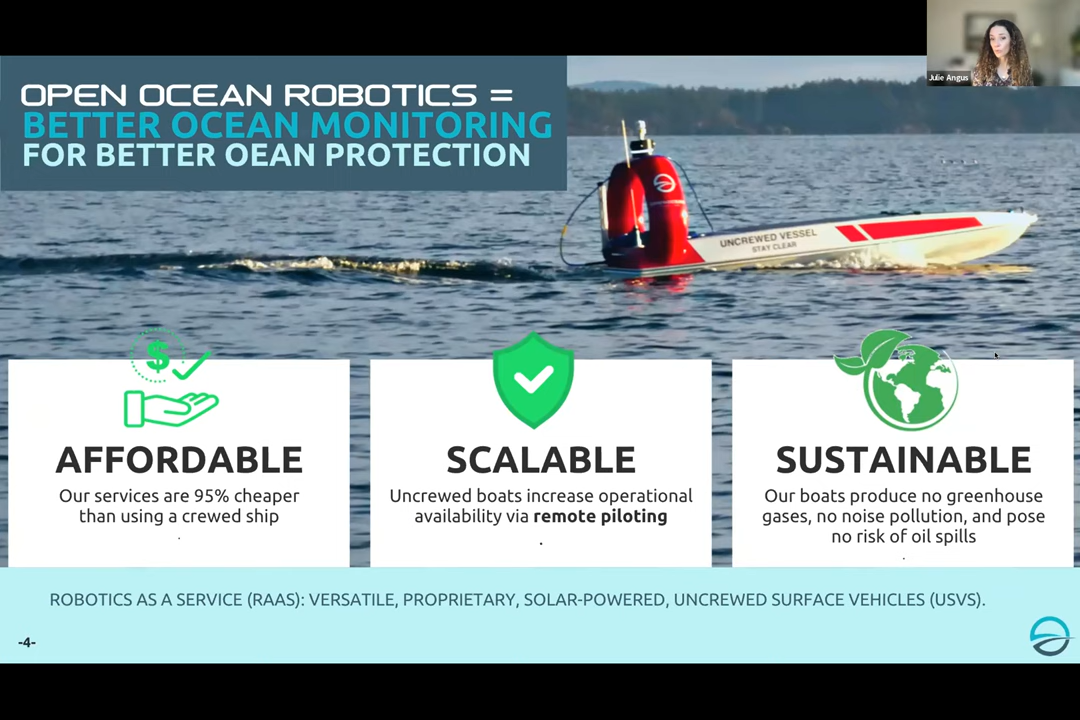 Julie Angus
OPEN OCEAN ROBOTICS =
BETTER OCEAN MONITORING
FOR BETTER OEAN PROTECTION
UNCREWED VESSEL
STAY CLEAR
$
AFFORDABLE
Our services are 95% cheaper
than using a crewed ship
.
SCALABLE
Uncrewed boats increase operational
availability via remote piloting
.
SUSTAINABLE
Our boats produce no greenhouse
gases, no noise pollution, and pose
no risk of oil spills
.
ROBOTICS AS A SERVICE (RAAS): VERSATILE, PROPRIETARY, SOLAR-POWERED, UNCREWED SURFACE VEHICLES (USVS).
-4-